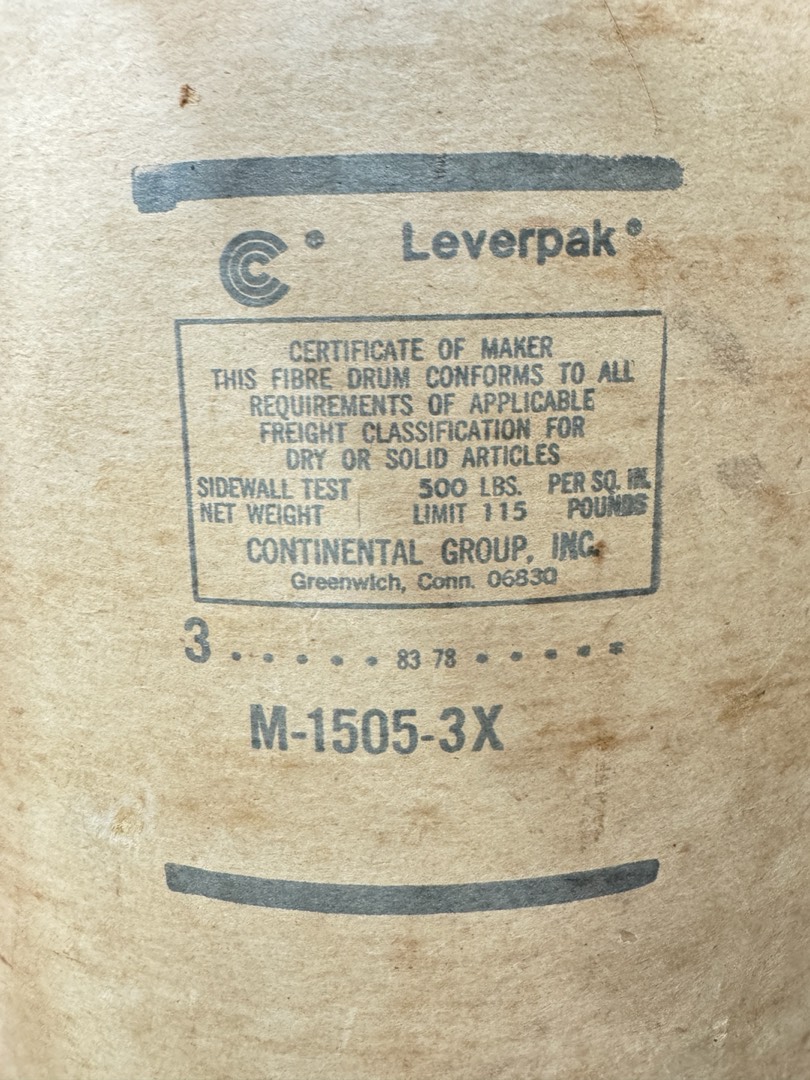 C ® Leverpak®
CERTIFICATE OF MAKER
THIS FIBRE DRUM CONFORMS TO ALL
REQUIREMENTS OF APPLICABLE
FREIGHT CLASSIFICATION FOR
DRY OR SOLID ARTICLES
SIDEWALL TEST 500 LBS. PER SQ. IN.
NET WEIGHT LIMIT 115 POUNDS
CONTINENTAL GROUP, INC.
Greenwich, Conn. 06830
3 . . . . . 83 78 . . . . .
M-1505-3X